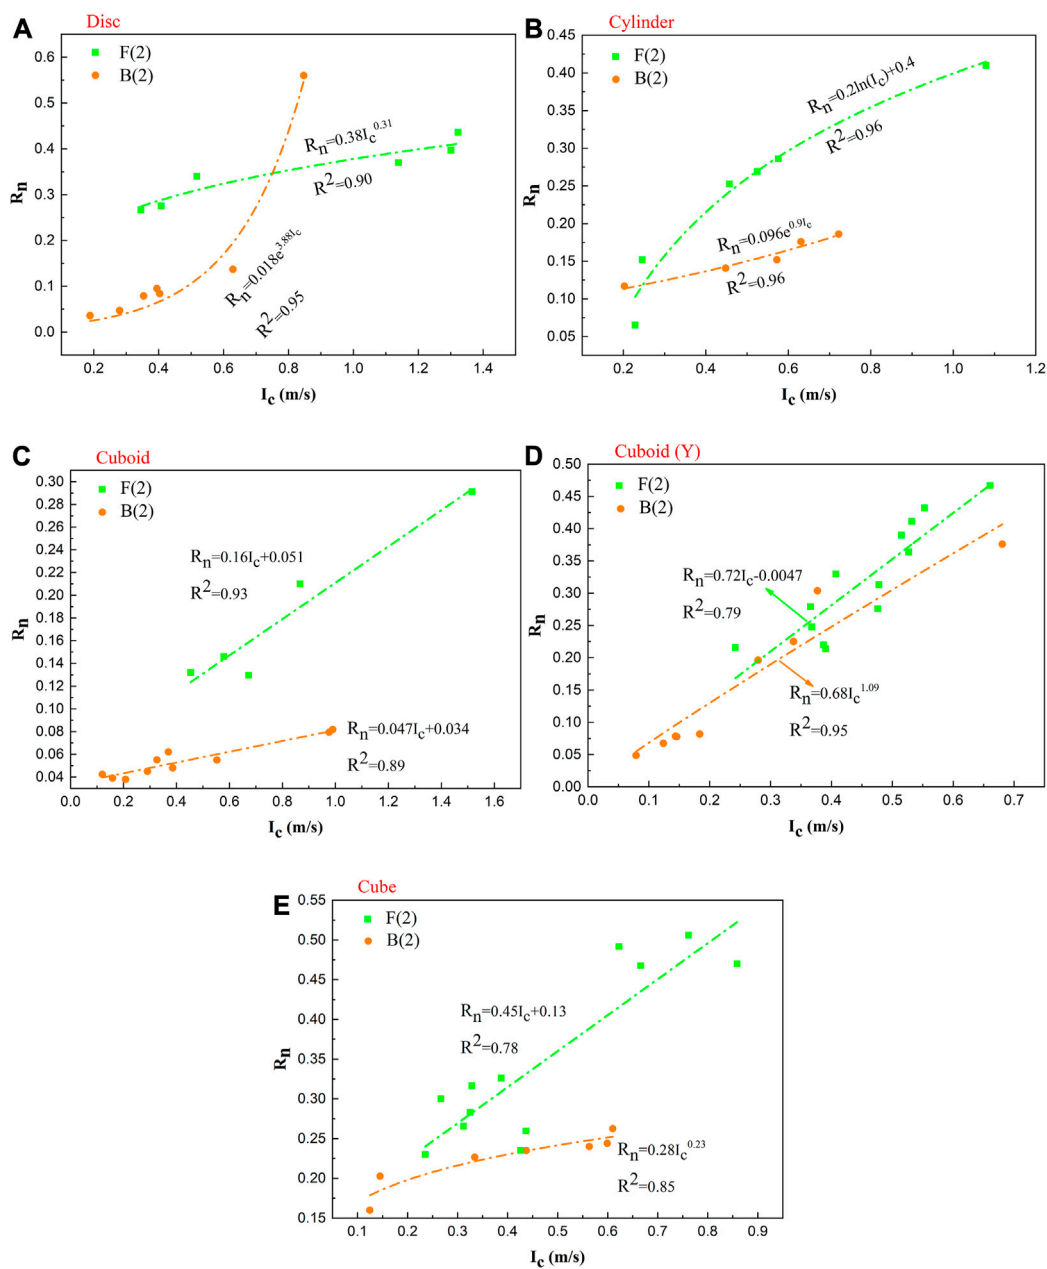 A Disc
F(2)
B(2)
0.6
0.5
0.4
0.3
0.2
0.1
0.0
Rn
Rn=0.38Ic^0.31
R^2=0.90
Rn=0.018e^3.88Ic
R^2=0.95
0.2 0.4 0.6 0.8 1.0 1.2 1.4
Ic (m/s)
B Cylinder
F(2)
B(2)
0.45
0.40
0.35
0.30
0.25
0.20
0.15
0.10
0.05
Rn
Rn=0.2ln(Ic)+0.4
R^2=0.96
Rn=0.096e^0.9Ic
R^2=0.96
0.2 0.4 0.6 0.8 1.0 1.2
Ic (m/s)
C Cuboid
F(2)
B(2)
0.30
0.28
0.26
0.24
0.22
0.20
0.18
0.16
0.14
0.12
0.10
0.08
0.06
0.04
Rn
Rn=0.16Ic+0.051
R^2=0.93
Rn=0.047Ic+0.034
R^2=0.89
0.0 0.2 0.4 0.6 0.8 1.0 1.2 1.4 1.6
Ic (m/s)
D Cuboid (Y)
F(2)
B(2)
0.50
0.45
0.40
0.35
0.30
0.25
0.20
0.15
0.10
0.05
0.00
Rn
Rn=0.72Ic-0.0047
R^2=0.79
Rn=0.68Ic^1.09
R^2=0.95
0.0 0.1 0.2 0.3 0.4 0.5 0.6 0.7
Ic (m/s)
E Cube
F(2)
B(2)
0.55
0.50
0.45
0.40
0.35
0.30
0.25
0.20
0.15
Rn
Rn=0.45Ic+0.13
R^2=0.78
Rn=0.28Ic^0.23
R^2=0.85
0.1 0.2 0.3 0.4 0.5 0.6 0.7 0.8 0.9
Ic (m/s)